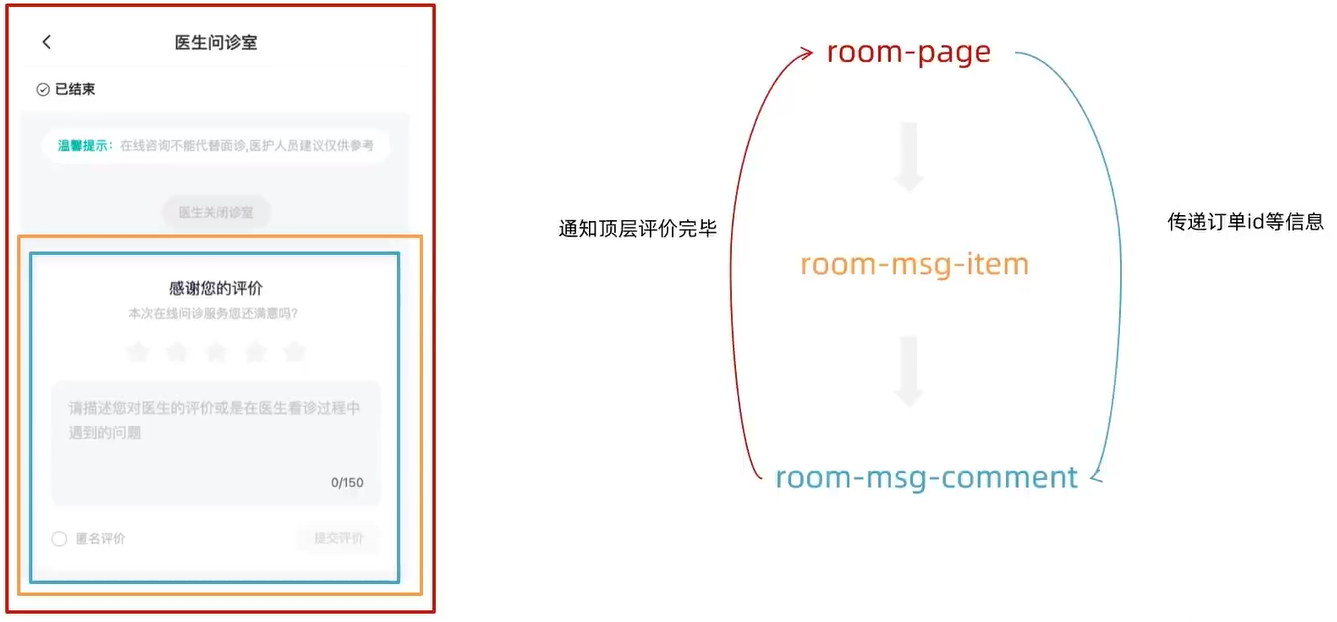 医生问诊室
已结束
温馨提示：在线咨询不能代替面诊,医护人员建议仅供参考
医生关闭诊室
感谢您的评价
本次在线问诊服务您还满意吗?
请描述您对医生的评价或是在医生看诊过程中
遇到的问题
0/150
匿名评价
提交评价
room-page
通知顶层评价完毕
传递订单id等信息
room-msg-item
room-msg-comment